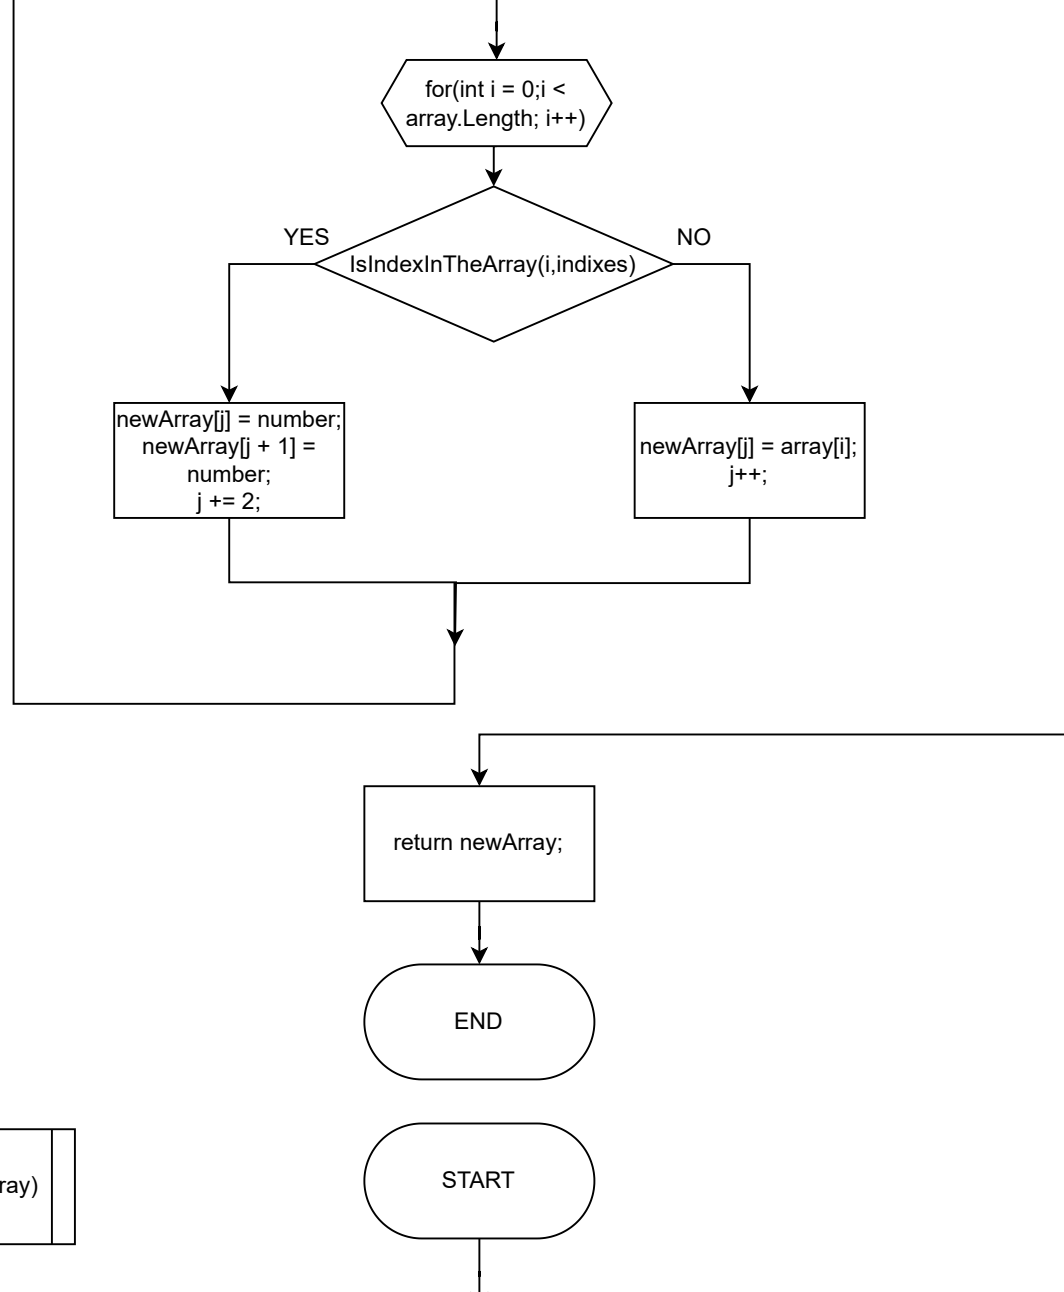 for(int i = 0;i <
array.Length; i++)
YES
NO
IsIndexInTheArray(i,indixes)
newArray[j] = number;
newArray[j + 1] =
number;
j += 2;
newArray[j] = array[i];
j++;
return newArray;
END
START
ray)